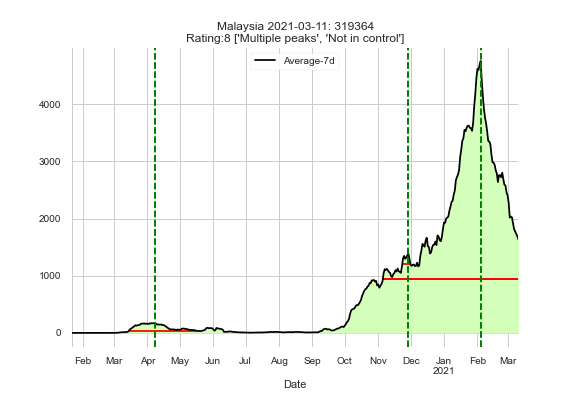 Malaysia 2021-03-11: 319364
Rating:8 ['Multiple peaks', 'Not in control']
Average-7d
4000
3000
2000
1000
0
Feb Mar Apr May Jun Jul Aug Sep Oct Nov Dec Jan Feb Mar
2021
Date